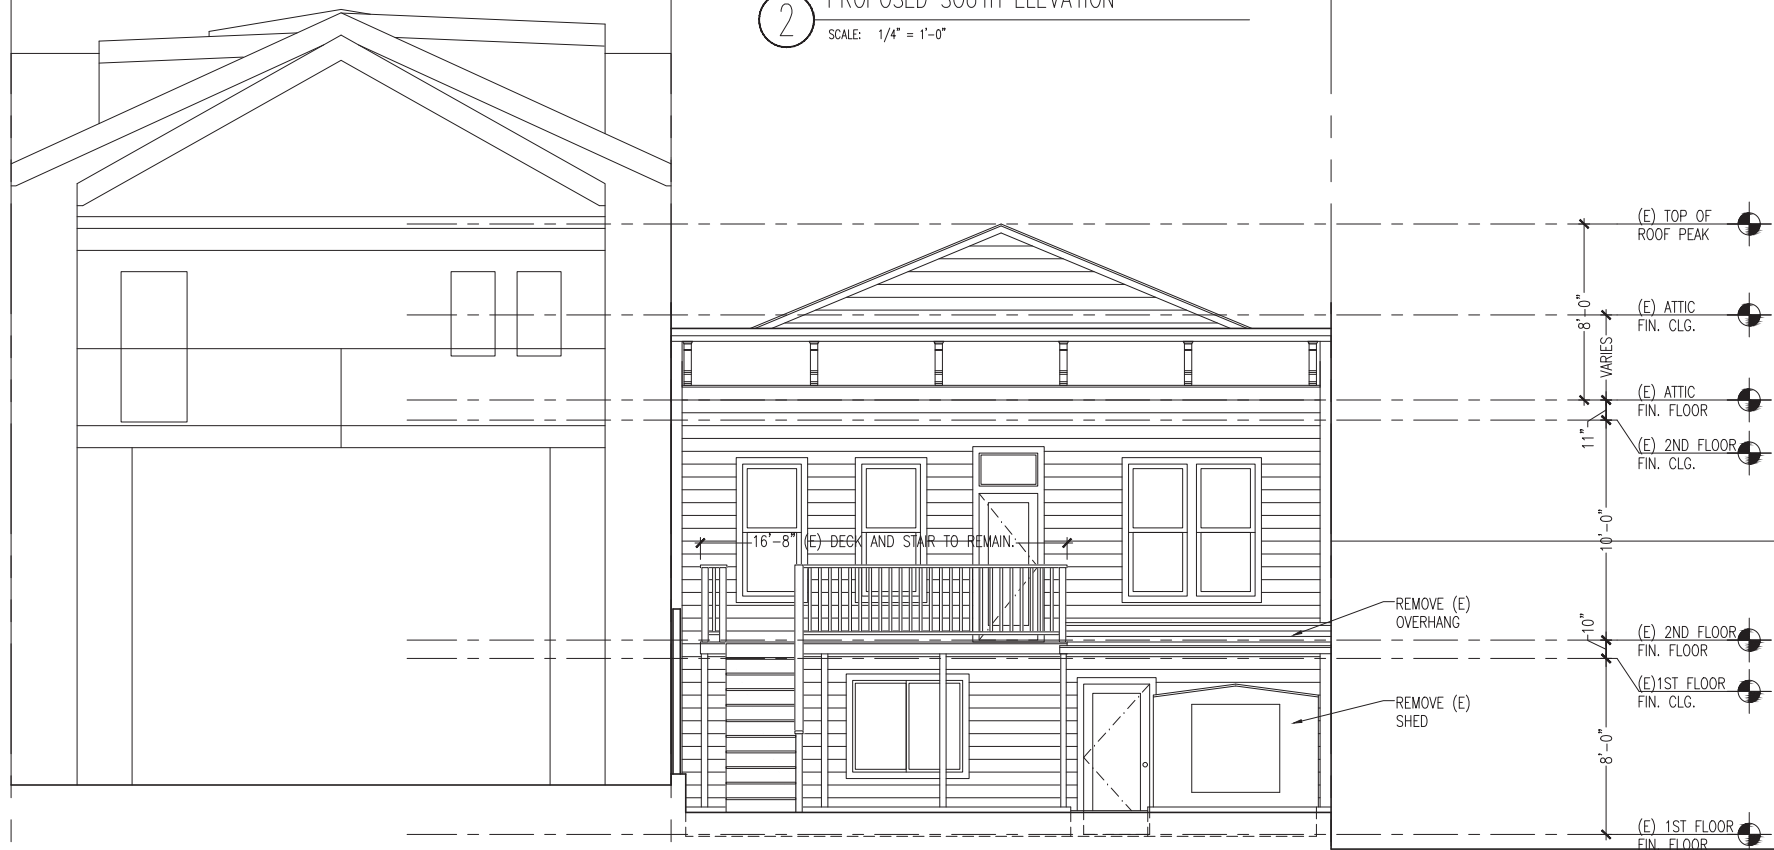 2
PROPOSED SOUTH ELEVATION
SCALE: 1/4" = 1'-0"
(E) TOP OF
ROOF PEAK
(E) ATTIC
FIN. CLG.
8'-0"
VARIES
(E) ATTIC
FIN. FLOOR
11"
(E) 2ND FLOOR
FIN. CLG.
10'-0"
16'-8" (E) DECK AND STAIR TO REMAIN.
REMOVE (E)
OVERHANG
10"
(E) 2ND FLOOR
FIN. FLOOR
(E)1ST FLOOR
FIN. CLG.
REMOVE (E)
SHED
8'-0"
(E) 1ST FLOOR
FIN. FLOOR